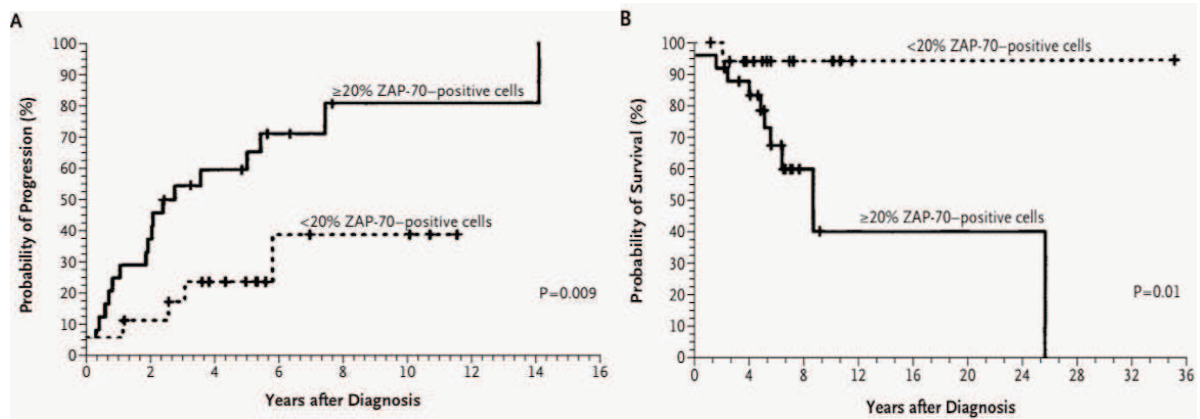 A
Probability of Progression (%)
100
90
80
70
60
50
40
30
20
10
0
≥20% ZAP-70–positive cells
<20% ZAP-70–positive cells
P=0.009
0 2 4 6 8 10 12 14 16
Years after Diagnosis
B
Probability of Survival (%)
100
90
80
70
60
50
40
30
20
10
0
<20% ZAP-70–positive cells
≥20% ZAP-70–positive cells
P=0.01
0 4 8 12 16 20 24 28 32 36
Years after Diagnosis